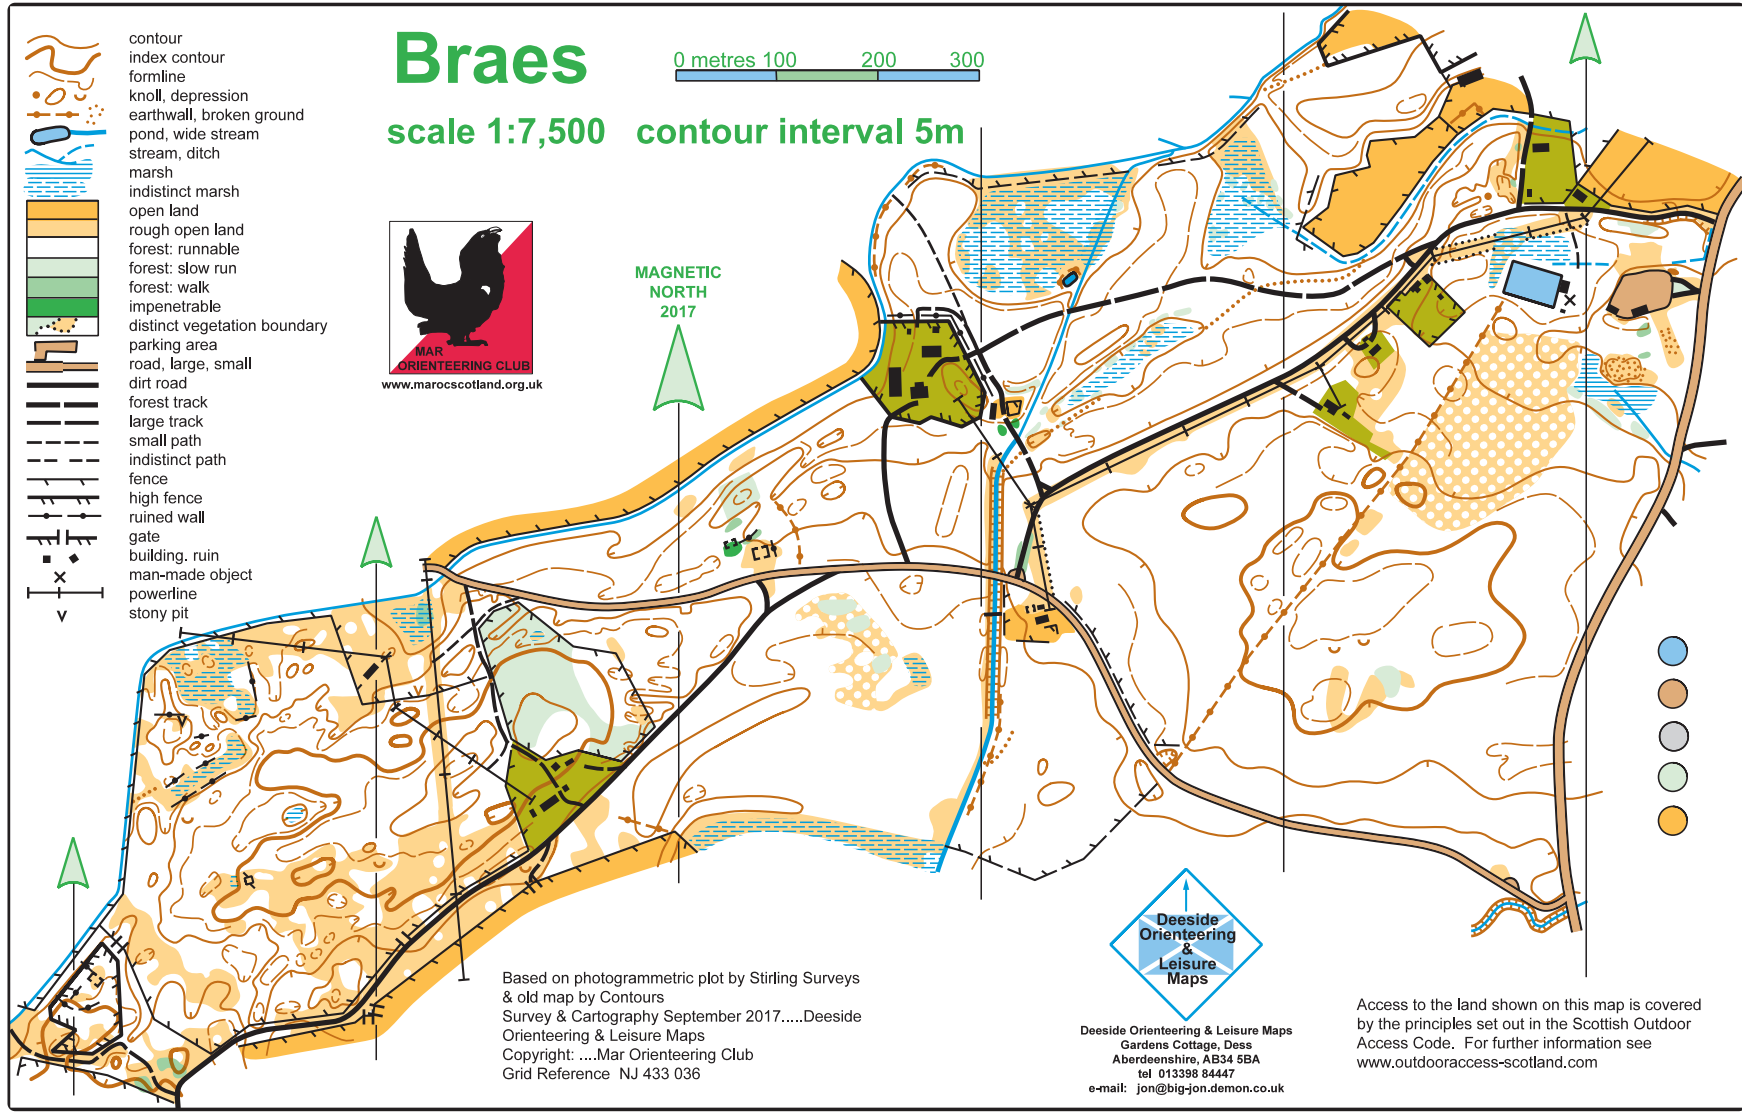 Braes
scale 1:7,500 contour interval 5m
0 metres 100 200 300
contour
index contour
formline
knoll, depression
earthwall, broken ground
pond, wide stream
stream, ditch
marsh
indistinct marsh
open land
rough open land
forest: runnable
forest: slow run
forest: walk
impenetrable
distinct vegetation boundary
parking area
road, large, small
dirt road
forest track
large track
small path
indistinct path
fence
high fence
ruined wall
gate
building. ruin
man-made object
powerline
stony pit
MAR
ORIENTEERING CLUB
www.marocscotland.org.uk
MAGNETIC
NORTH
2017
Based on photogrammetric plot by Stirling Surveys
& old map by Contours
Survey & Cartography September 2017.....Deeside
Orienteering & Leisure Maps
Copyright: ....Mar Orienteering Club
Grid Reference NJ 433 036
Deeside
Orienteering
&
Leisure
Maps
Deeside Orienteering & Leisure Maps
Gardens Cottage, Dess
Aberdeenshire, AB34 5BA
tel 013398 84447
e-mail: jon@big-jon.demon.co.uk
Access to the land shown on this map is covered
by the principles set out in the Scottish Outdoor
Access Code. For further information see
www.outdooraccess-scotland.com